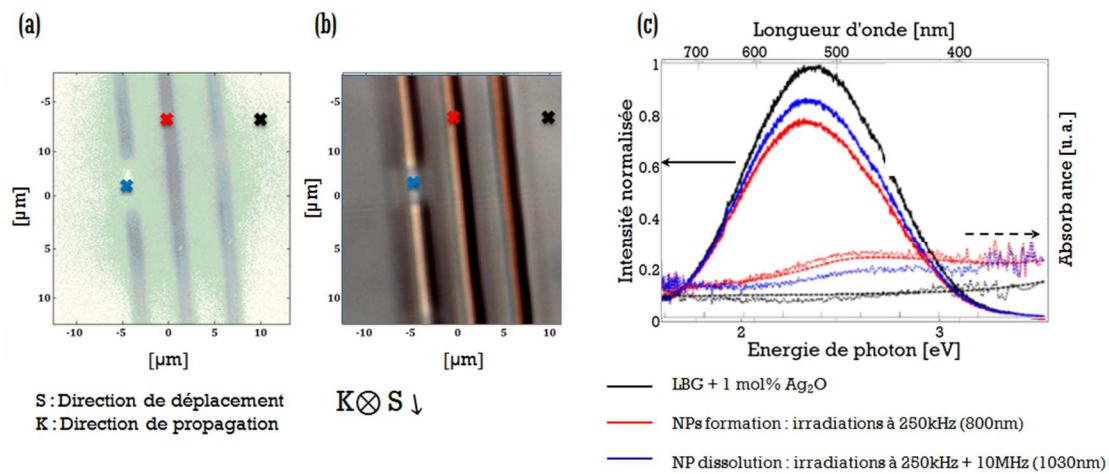 (a)
(b)
(c)
Longueur d'onde [nm]
700 600 500 400
-5
10
0
5
10
[µm]
-10 -5 0 5 10
[µm]
-5
10
0
5
10
[µm]
-10 -5 0 5 10
[µm]
1
0.8
0.6
0.4
0.2
0
Intensité normalisée
Absorbance [u. a.]
2 3
Energie de photon [eV]
S : Direction de déplacement
K : Direction de propagation
K⊗ S ↓
LBG + 1 mol% Ag₂O
NPs formation : irradiations à 250kHz (800nm)
NP dissolution : irradiations à 250kHz + 10MHz (1030nm)